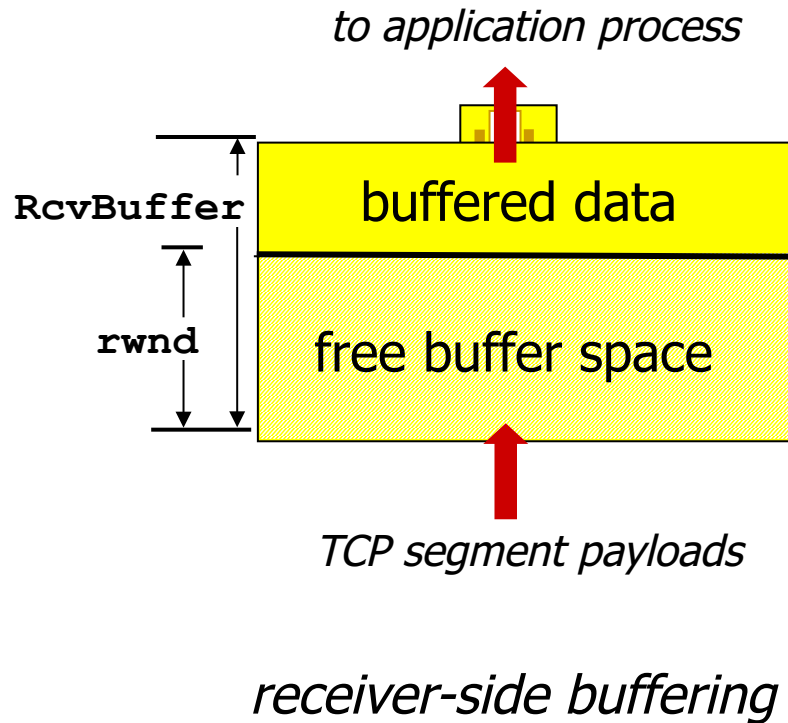 to application process
RcvBuffer
buffered data
rwnd
free buffer space
TCP segment payloads
receiver-side buffering